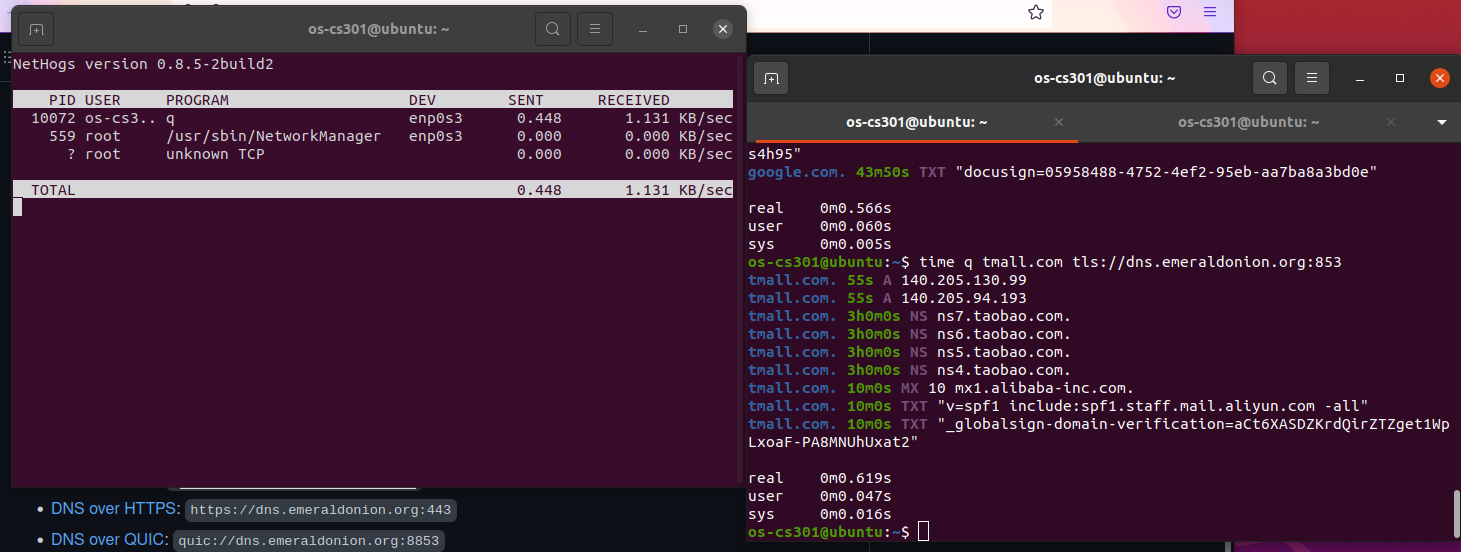 os-cs301@ubuntu: ~
NetHogs version 0.8.5-2build2
PID USER PROGRAM DEV SENT RECEIVED
10072 os-cs3.. q enp0s3 0.448 1.131 KB/sec
559 root /usr/sbin/NetworkManager enp0s3 0.000 0.000 KB/sec
? root unknown TCP 0.000 0.000 KB/sec
TOTAL 0.448 1.131 KB/sec
DNS over HTTPS: https://dns.emeraldonion.org:443
DNS over QUIC: quic://dns.emeraldonion.org:8853
os-cs301@ubuntu: ~
os-cs301@ubuntu: ~ os-cs301@ubuntu: ~
s4h95"
google.com. 43m50s TXT "docusign=05958488-4752-4ef2-95eb-aa7ba8a3bd0e"
real 0m0.566s
user 0m0.060s
sys 0m0.005s
os-cs301@ubuntu:~$ time q tmall.com tls://dns.emeraldonion.org:853
tmall.com. 55s A 140.205.130.99
tmall.com. 55s A 140.205.94.193
tmall.com. 3h0m0s NS ns7.taobao.com.
tmall.com. 3h0m0s NS ns6.taobao.com.
tmall.com. 3h0m0s NS ns5.taobao.com.
tmall.com. 3h0m0s NS ns4.taobao.com.
tmall.com. 10m0s MX 10 mx1.alibaba-inc.com.
tmall.com. 10m0s TXT "v=spf1 include:spf1.staff.mail.aliyun.com -all"
tmall.com. 10m0s TXT "_globalsign-domain-verification=aCt6XASDZKrdQirZTZget1Wp
LxoaF-PA8MNUhUxat2"
real 0m0.619s
user 0m0.047s
sys 0m0.016s
os-cs301@ubuntu:~$